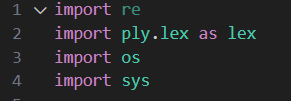 1 import re
2 import ply.lex as lex
3 import os
4 import sys